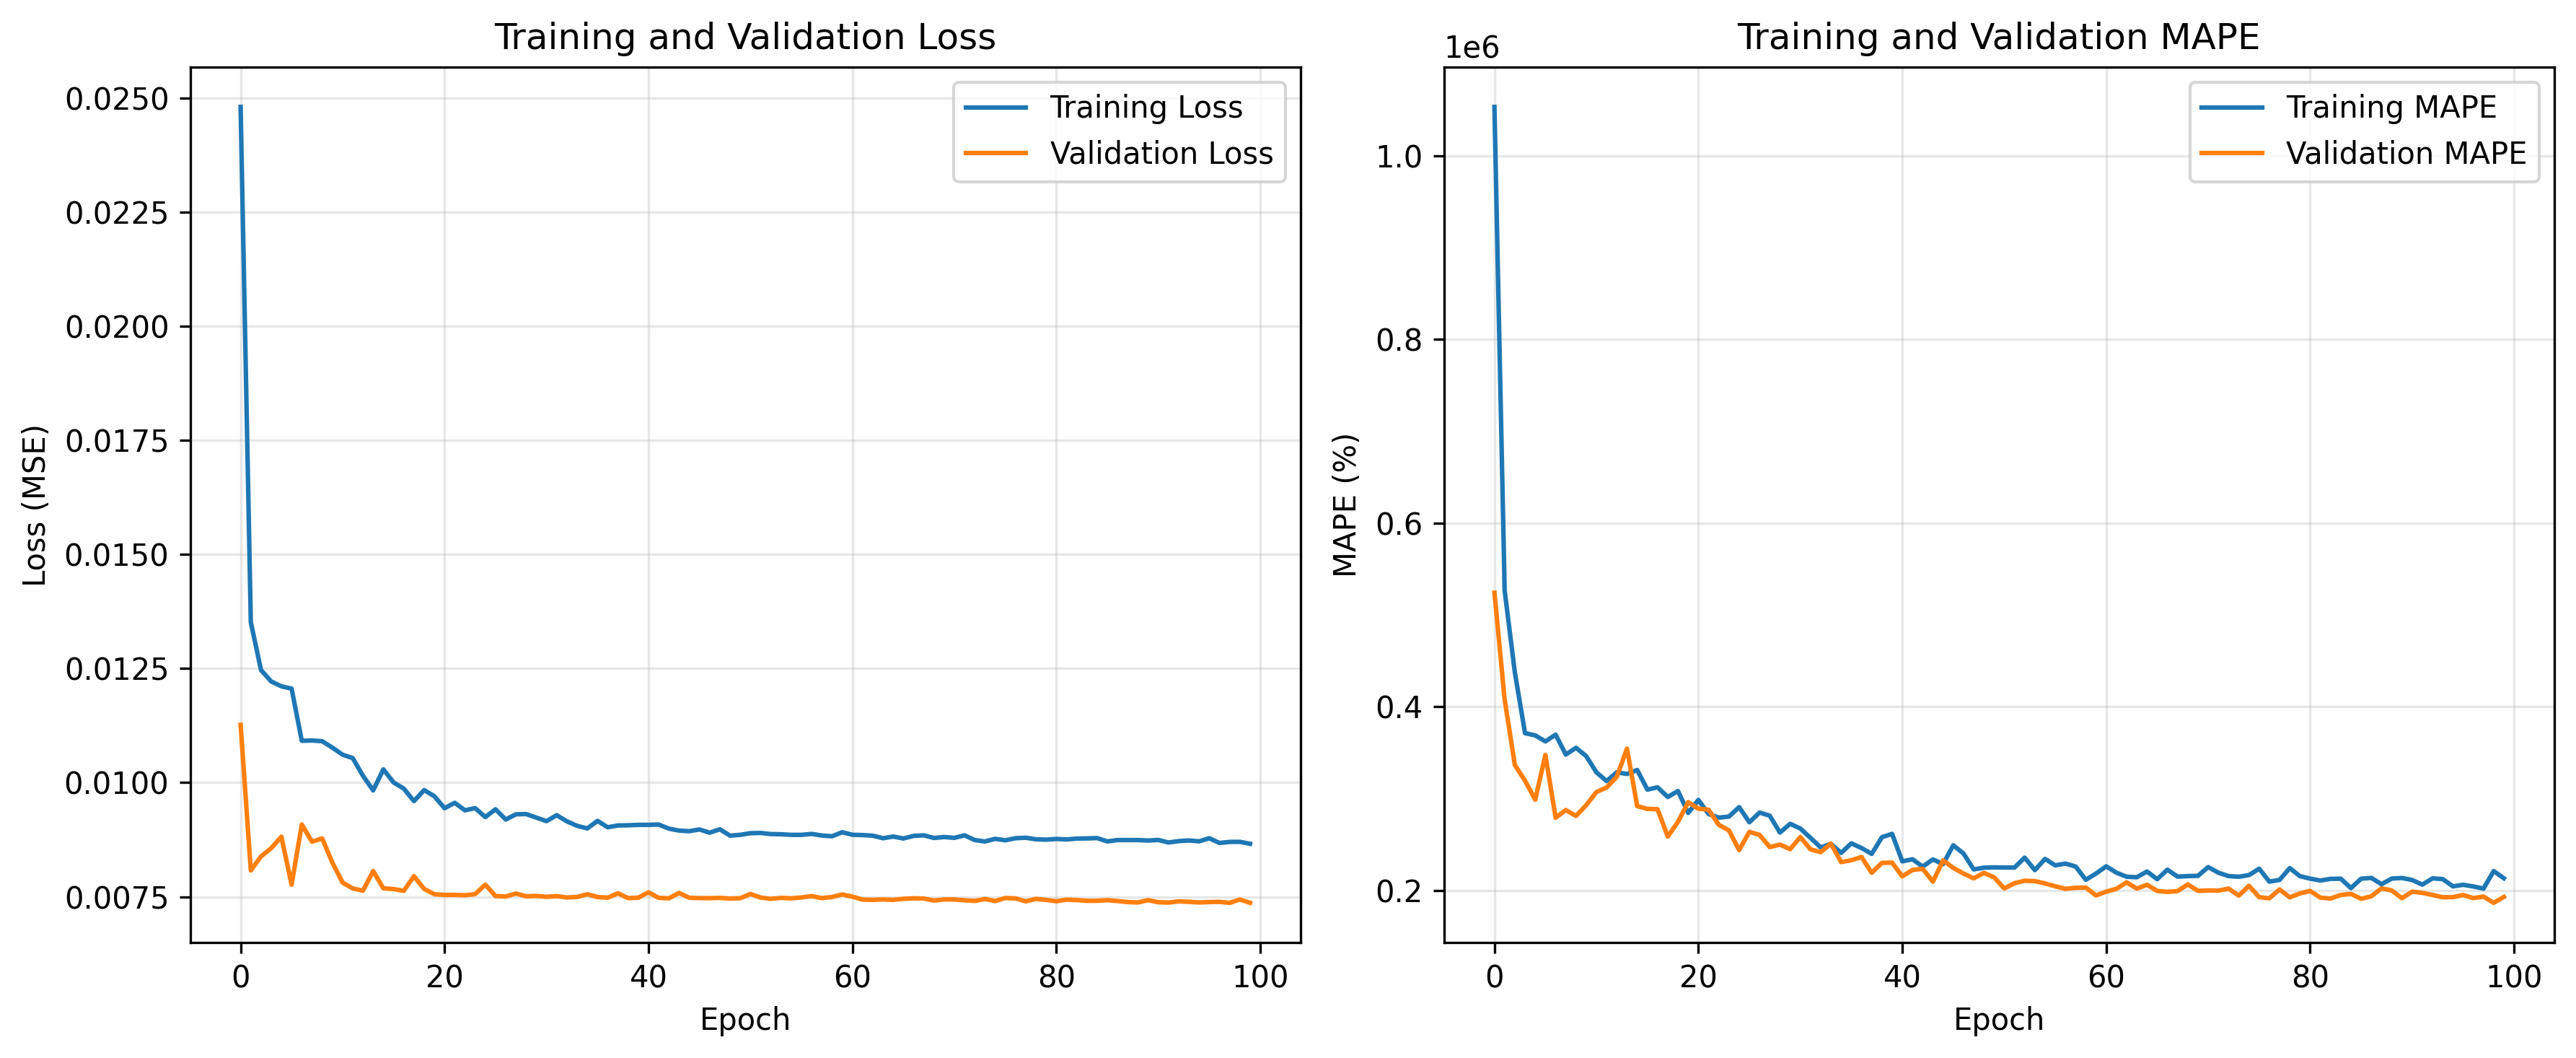 Training and Validation Loss
Training Loss
Validation Loss
0.0250
0.0225
0.0200
0.0175
0.0150
0.0125
0.0100
0.0075
Loss (MSE)
0 20 40 60 80 100
Epoch
Training and Validation MAPE
1e6
Training MAPE
Validation MAPE
1.0
0.8
0.6
0.4
0.2
MAPE (%)
0 20 40 60 80 100
Epoch